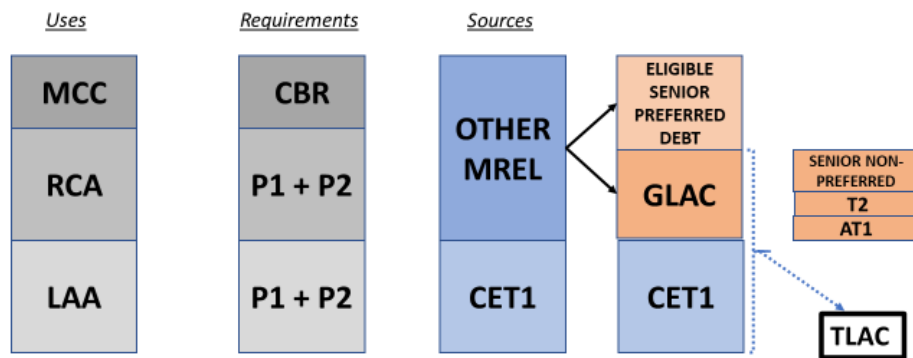 Uses
Requirements
Sources
MCC
RCA
LAA
CBR
P1 + P2
P1 + P2
OTHER
MREL
CET1
ELIGIBLE
SENIOR
PREFERRED
DEBT
GLAC
CET1
SENIOR NON-
PREFERRED
T2
AT1
TLAC